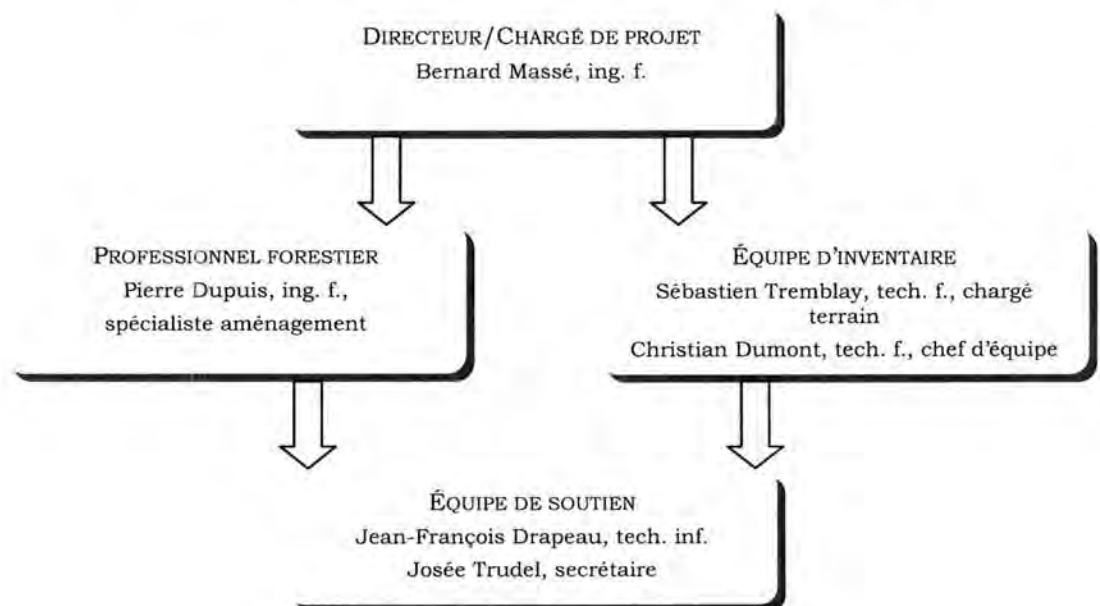 DIRECTEUR/CHARGÉ DE PROJET
Bernard Massé, ing. f.
PROFESSIONNEL FORESTIER
Pierre Dupuis, ing. f.,
spécialiste aménagement
ÉQUIPE D'INVENTAIRE
Sébastien Tremblay, tech. f., chargé
terrain
Christian Dumont, tech. f., chef d'équipe
ÉQUIPE DE SOUTIEN
Jean-François Drapeau, tech. inf.
Josée Trudel, secrétaire